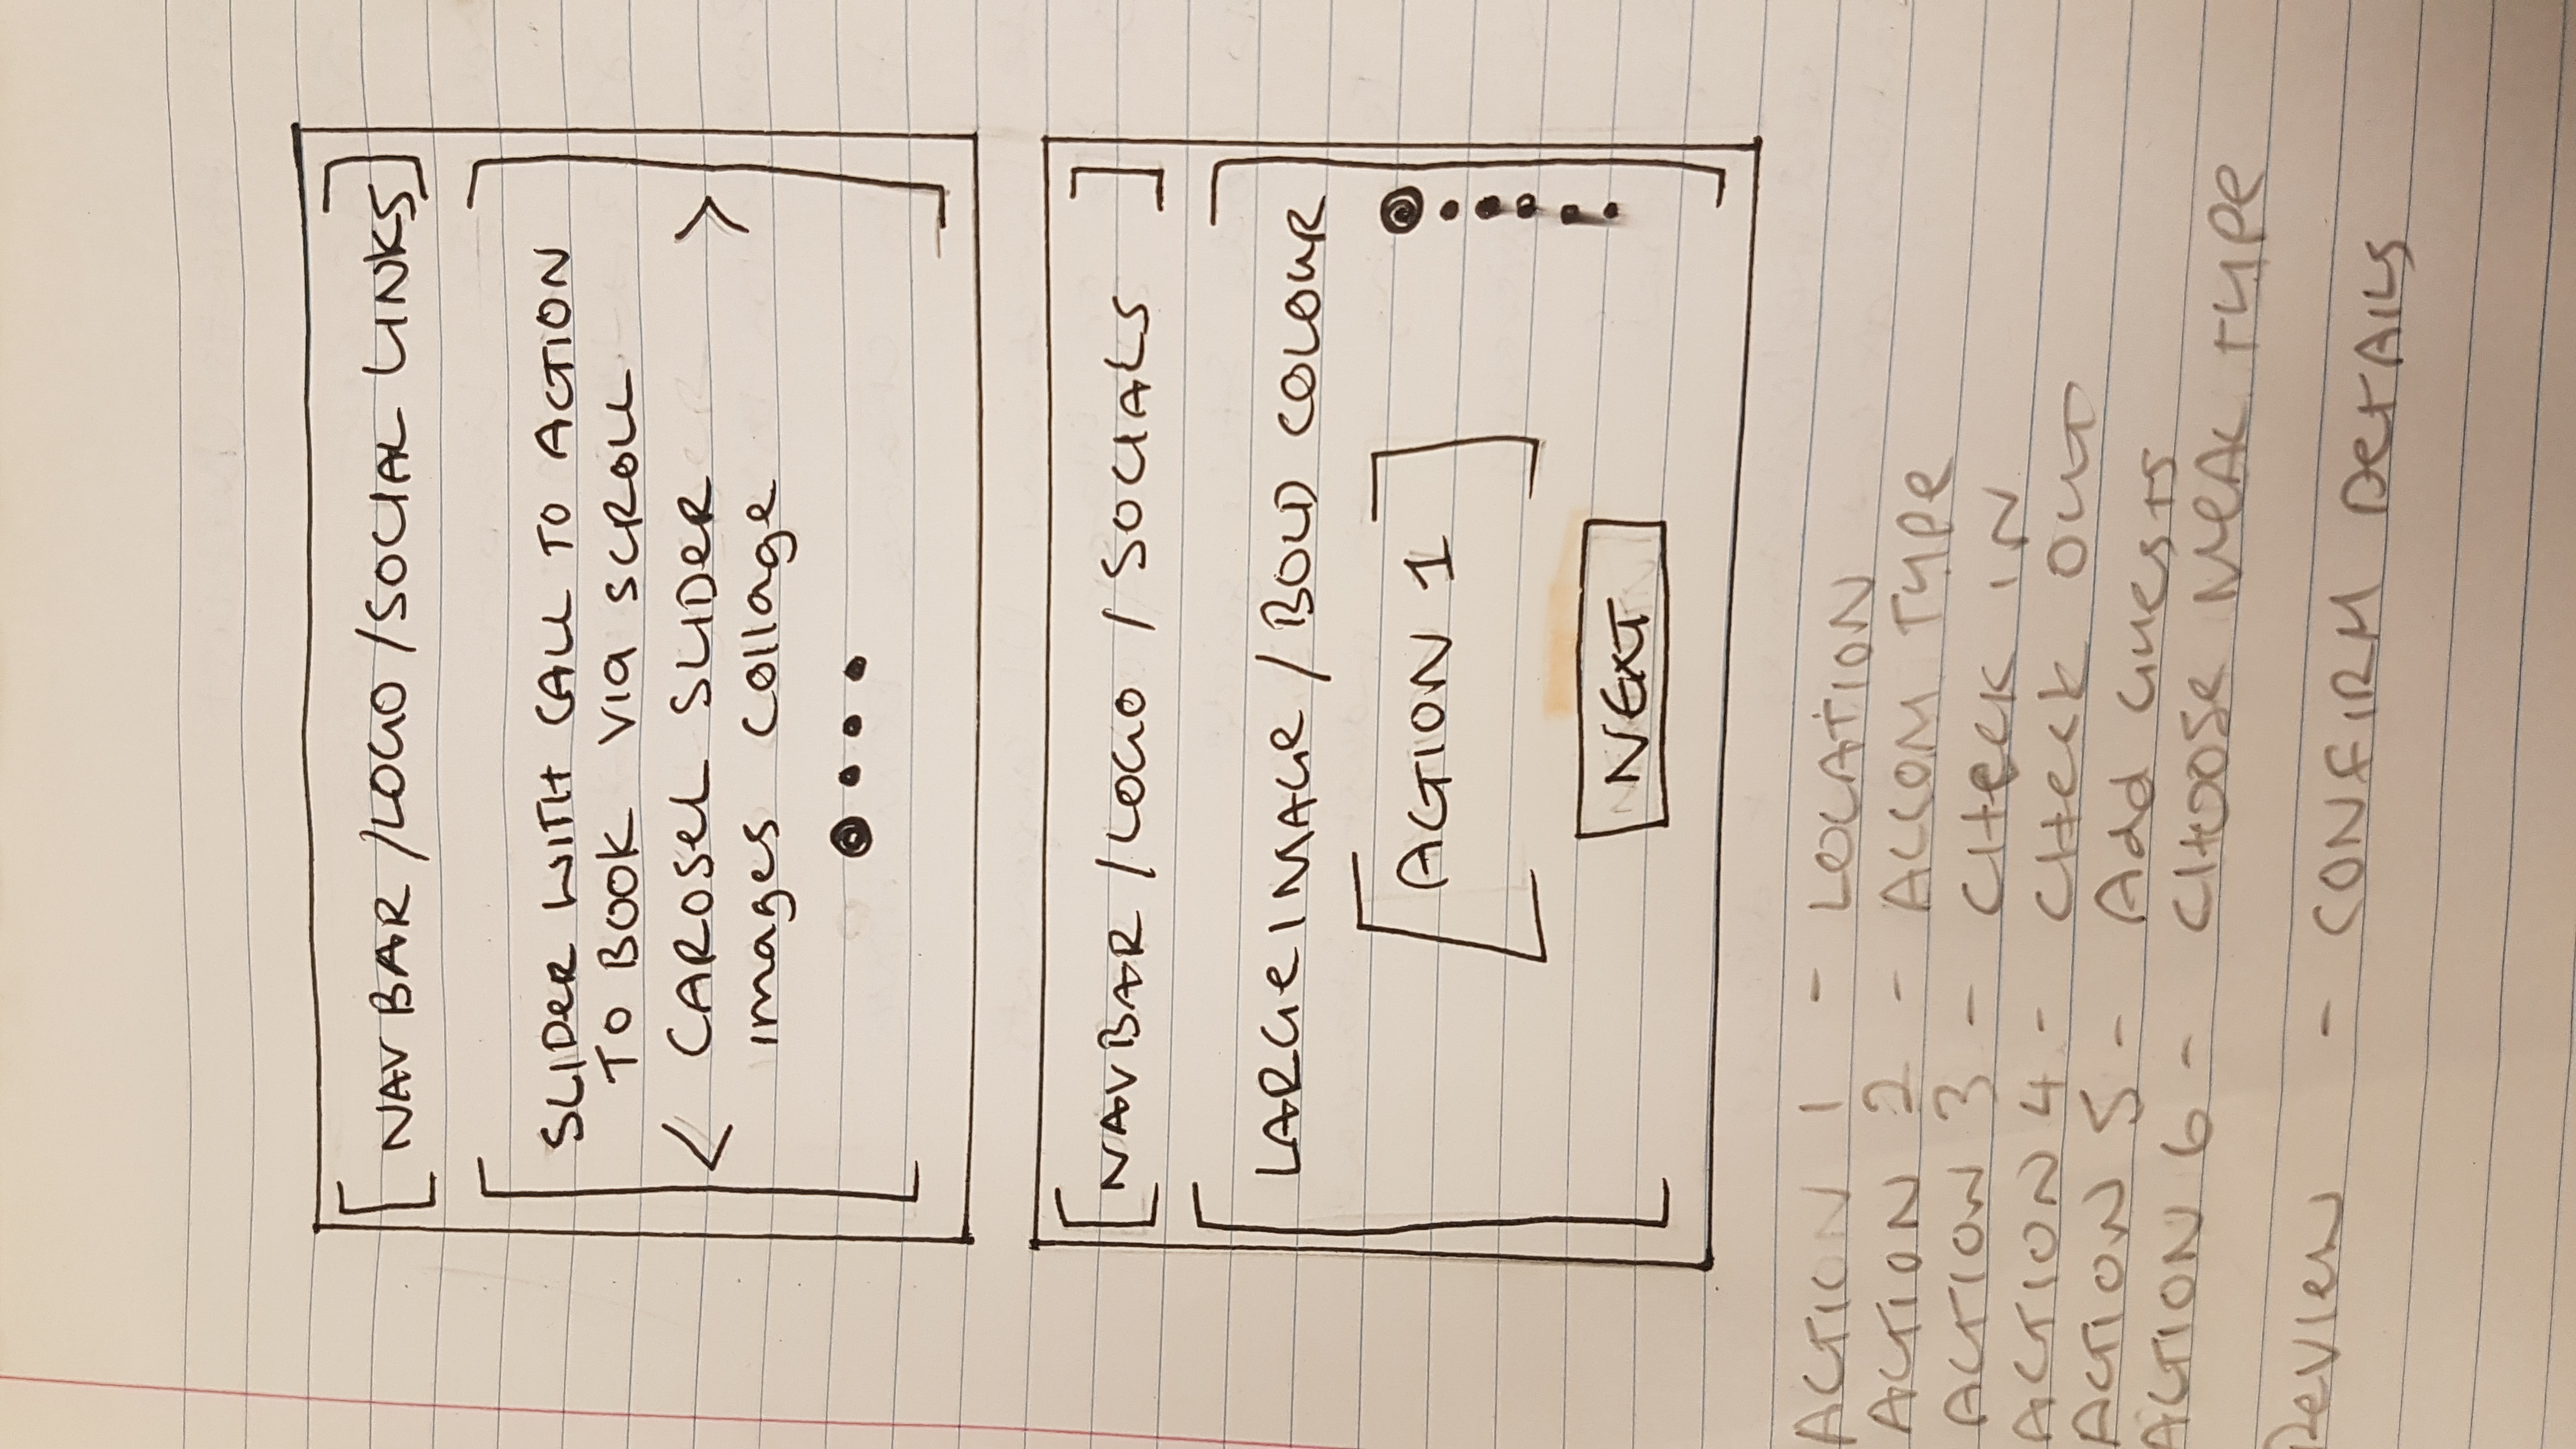 [NAV BAR /LOGO /SOCIAL LINKS]
SLIDER WITH CALL TO ACTION
TO BOOK VIA SCROLL
< CAROSEL SLIDER >
images collage
[NAVBAR /LOGO / SOCIALS]
LARGE IMAGE / BOLD COLOUR
[ACTION 1]
NEXT
ACTION 1 - LOCATION
ACTION 2 - ACCOM TYPE
ACTION 3 - CHECK IN
ACTION 4 - CHECK OUT
ACTION 5 - Add Guests
ACTION 6 - CHOOSE MEAL TYPE
Review - CONFIRM DETAILS